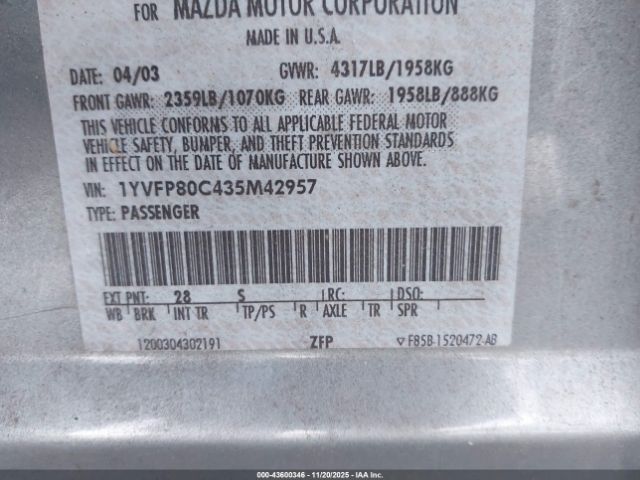 FOR MAZDA MOTOR CORPORATION
MADE IN U.S.A.
DATE: 04/03 GVWR: 4317LB/1958KG
FRONT GAWR: 2359LB/1070KG REAR GAWR: 1958LB/888KG
THIS VEHICLE CONFORMS TO ALL APPLICABLE FEDERAL MOTOR
VEHICLE SAFETY, BUMPER, AND THEFT PREVENTION STANDARDS
IN EFFECT ON THE DATE OF MANUFACTURE SHOWN ABOVE.
VIN: 1YVFP80C435M42957
TYPE: PASSENGER
EXT PNT: 28 S RC: DSO:
WB BRK INT TR TP/PS R AXLE TR SPR
1200304302191 ZFP ▽ F85B-1520472-AB
000-43600346 - 11/20/2025 - IAAI, Inc.